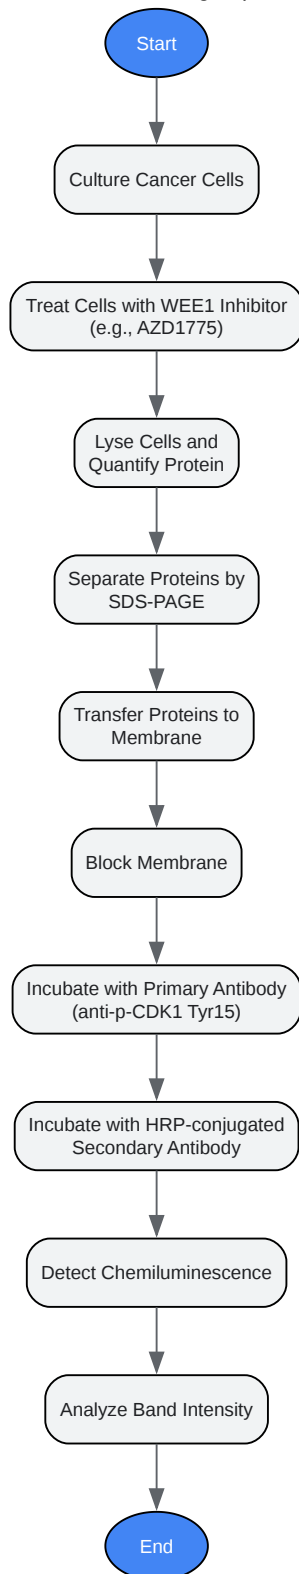 Start
Culture Cancer Cells
Treat Cells with WEE1 Inhibitor
(e.g., AZD1775)
Lyse Cells and
Quantify Protein
Separate Proteins by
SDS-PAGE
Transfer Proteins to
Membrane
Block Membrane
Incubate with Primary Antibody
(anti-p-CDK1 Tyr15)
Incubate with HRP-conjugated
Secondary Antibody
Detect Chemiluminescence
Analyze Band Intensity
End